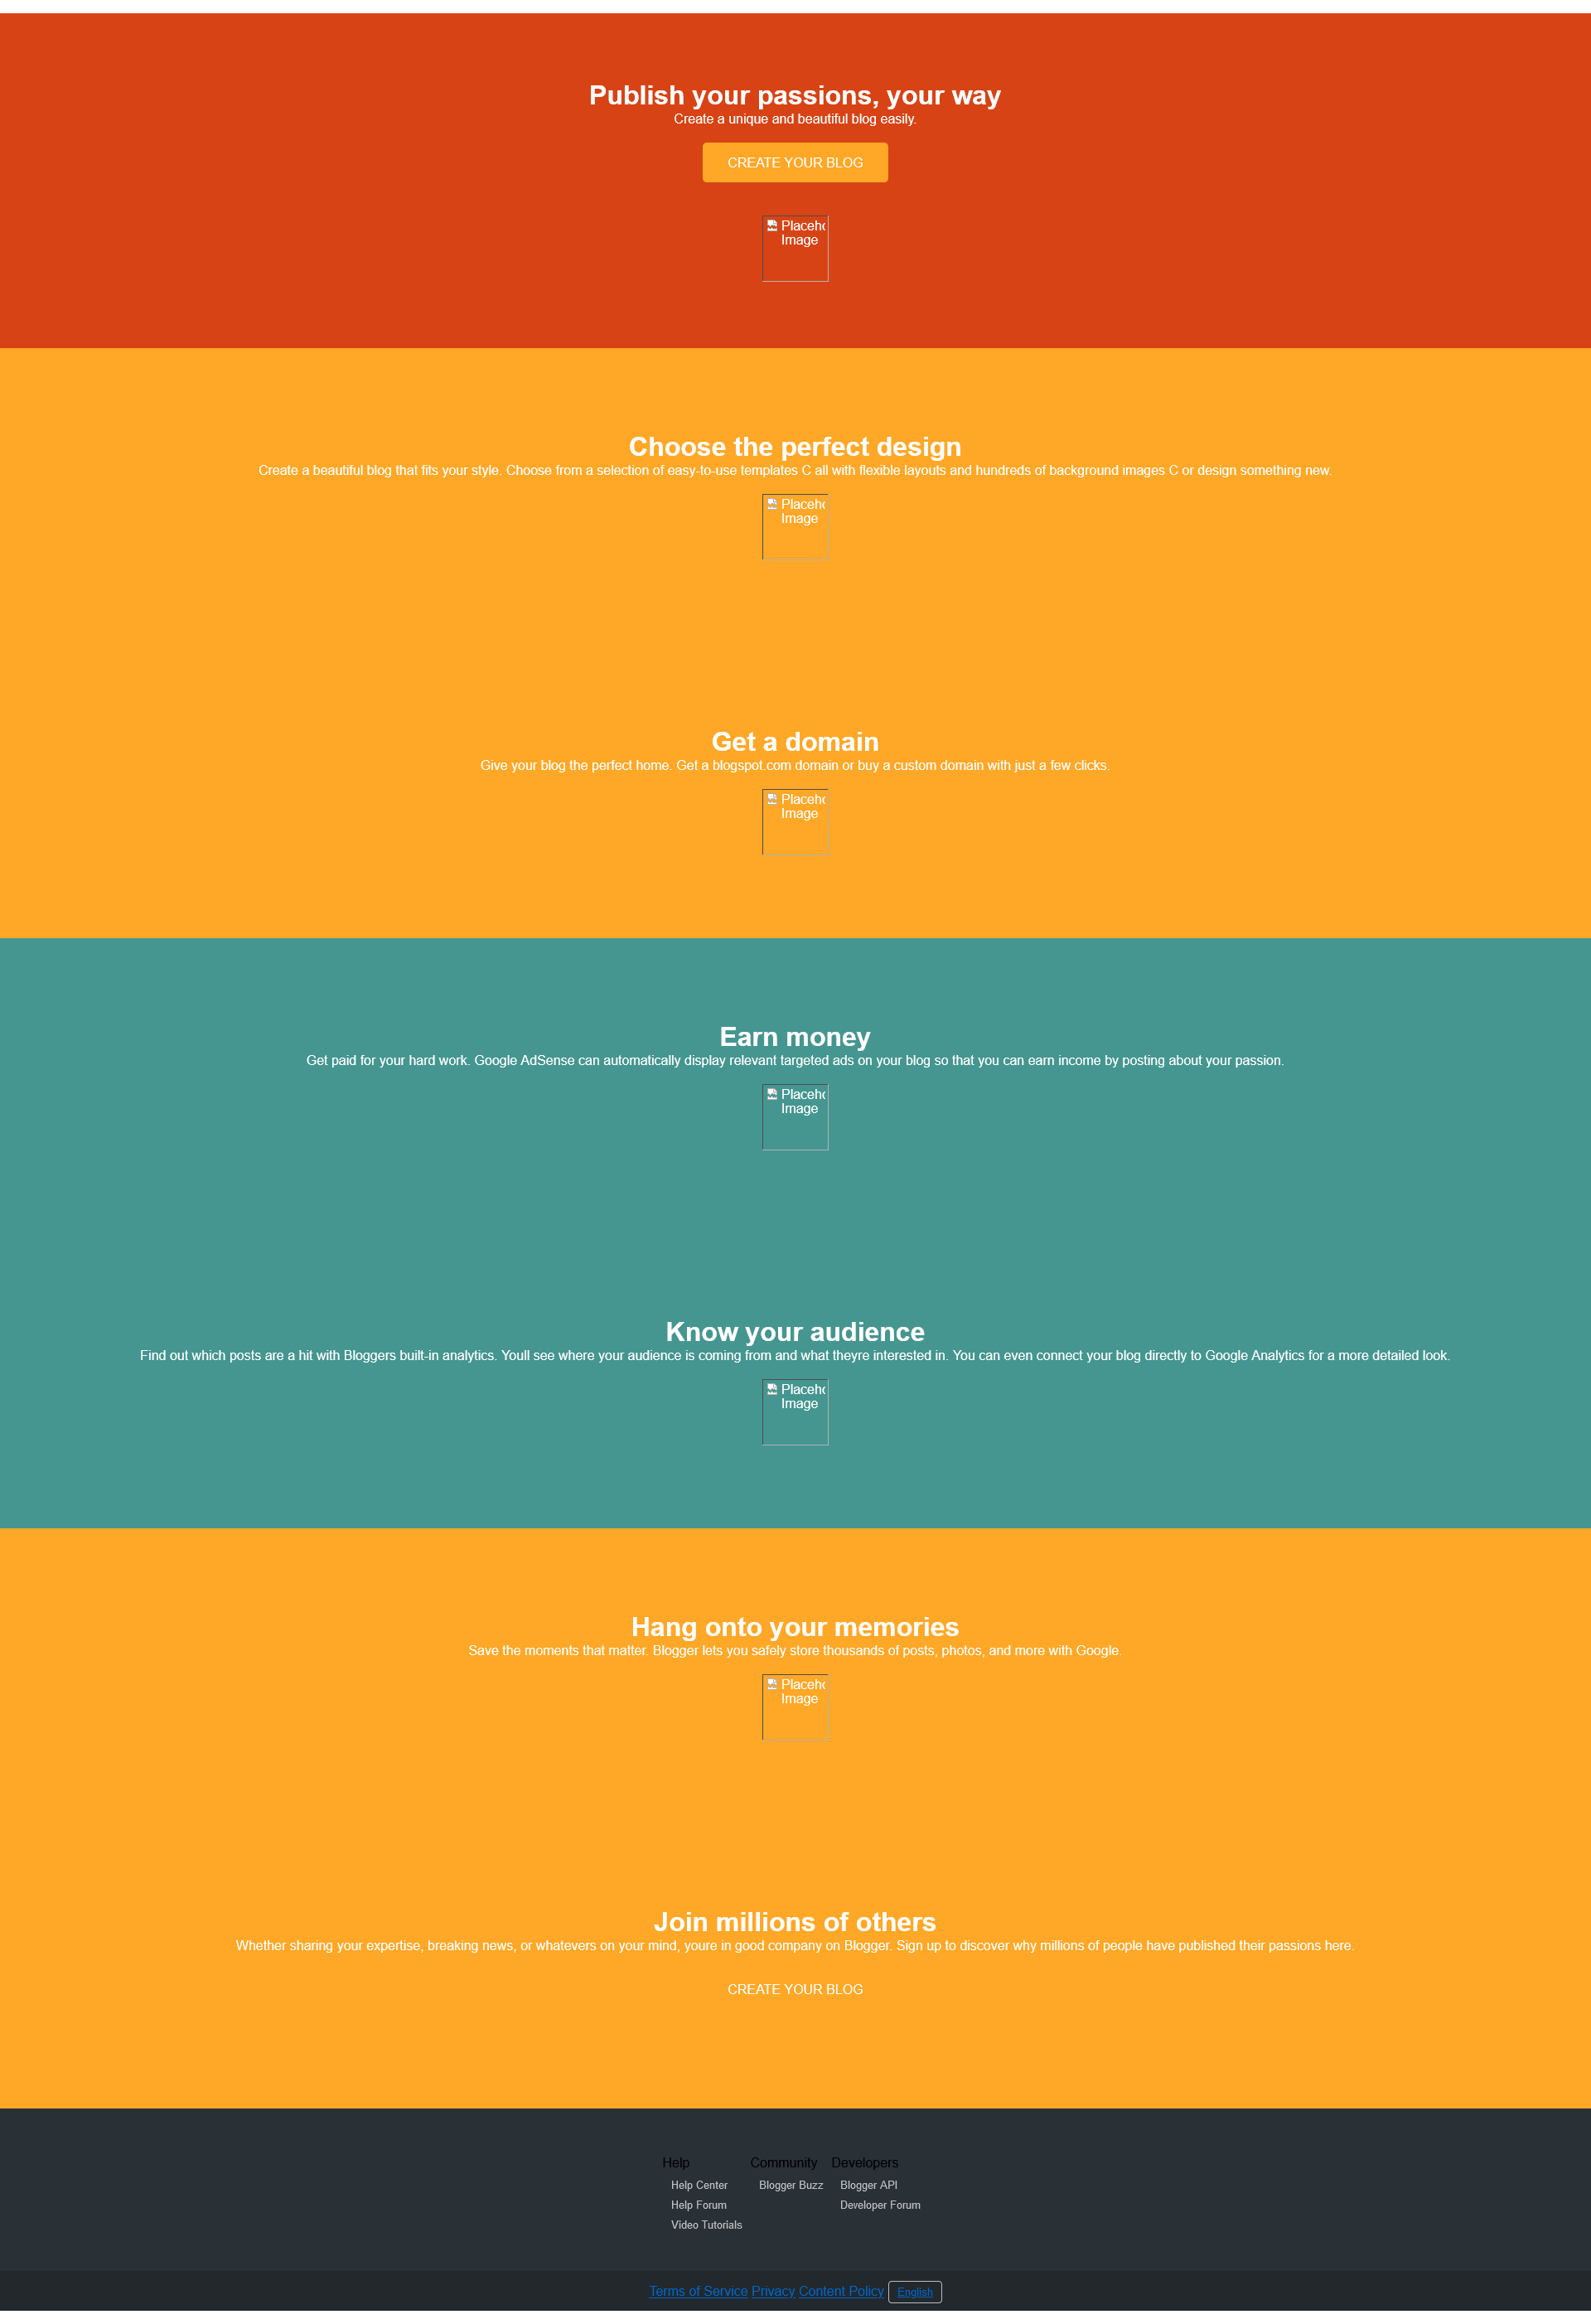 Publish your passions, your way
Create a unique and beautiful blog easily.
CREATE YOUR BLOG
Placeho
Image
Choose the perfect design
Create a beautiful blog that fits your style. Choose from a selection of easy-to-use templates C all with flexible layouts and hundreds of background images C or design something new.
Placeho
Image
Get a domain
Give your blog the perfect home. Get a blogspot.com domain or buy a custom domain with just a few clicks.
Placeho
Image
Earn money
Get paid for your hard work. Google AdSense can automatically display relevant targeted ads on your blog so that you can earn income by posting about your passion.
Placeho
Image
Know your audience
Find out which posts are a hit with Bloggers built-in analytics. Youll see where your audience is coming from and what theyre interested in. You can even connect your blog directly to Google Analytics for a more detailed look.
Placeho
Image
Hang onto your memories
Save the moments that matter. Blogger lets you safely store thousands of posts, photos, and more with Google.
Placeho
Image
Join millions of others
Whether sharing your expertise, breaking news, or whatevers on your mind, youre in good company on Blogger. Sign up to discover why millions of people have published their passions here.
CREATE YOUR BLOG
Help
Help Center
Help Forum
Video Tutorials
Community
Blogger Buzz
Developers
Blogger API
Developer Forum
Terms of Service Privacy Content Policy English